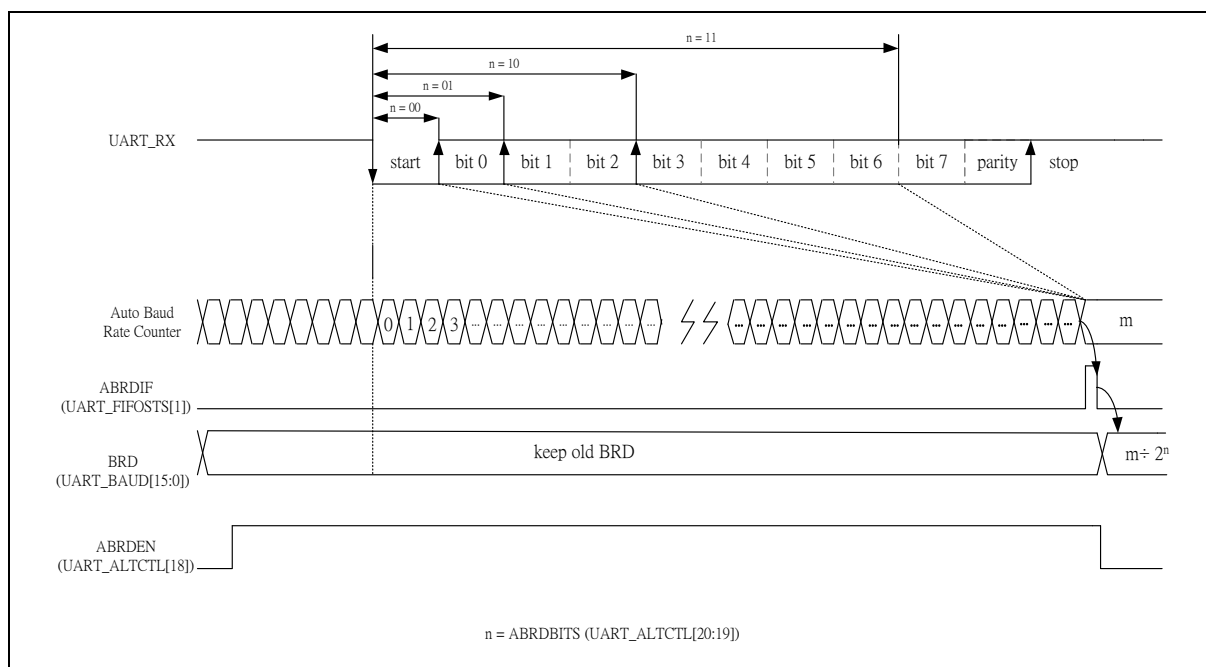 n = 11
n = 10
n = 01
n = 00
UART_RX
start bit 0 bit 1 bit 2 bit 3 bit 4 bit 5 bit 6 bit 7 parity stop
Auto Baud
Rate Counter
0 1 2 3 ... ... ... ... ... ... ... ... ... ... ... ... ... ... ... ... ... ... ... ... ... ... ... ... m
ABRDIF
(UART_FIFOSTS[1])
BRD
(UART_BAUD[15:0])
keep old BRD
m÷ 2ⁿ
ABRDEN
(UART_ALTCTL[18])
n = ABRDBITS (UART_ALTCTL[20:19])